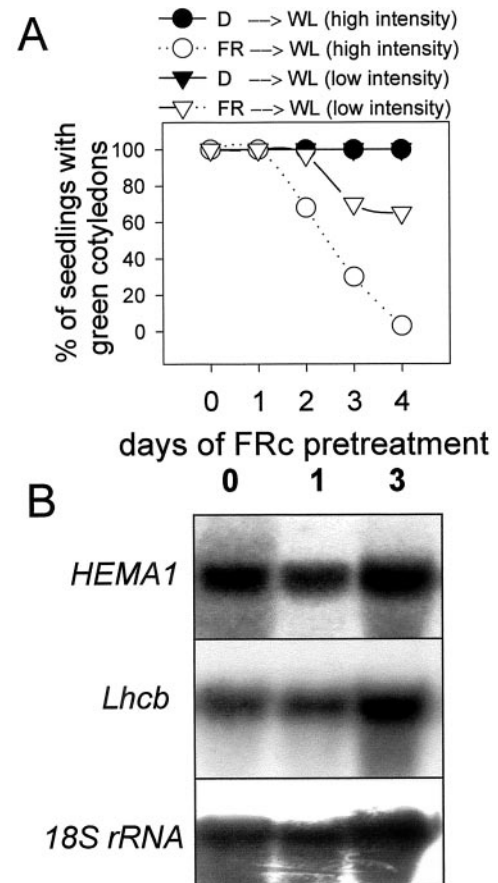 A
D ---> WL (high intensity)
FR ---> WL (high intensity)
D ---> WL (low intensity)
FR ---> WL (low intensity)
% of seedlings with
green cotyledons
100
80
60
40
20
0
0 1 2 3 4
days of FRc pretreatment
0 1 3
B
HEMA1
Lhcb
18S rRNA